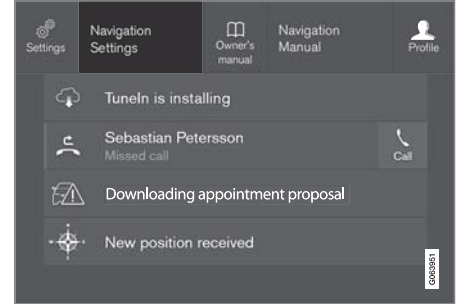 Settings
Navigation
Settings
Owner's
manual
Navigation
Manual
Profile
TuneIn is installing
Sebastian Petersson
Missed call
Call
Downloading appointment proposal
New position received
G063951